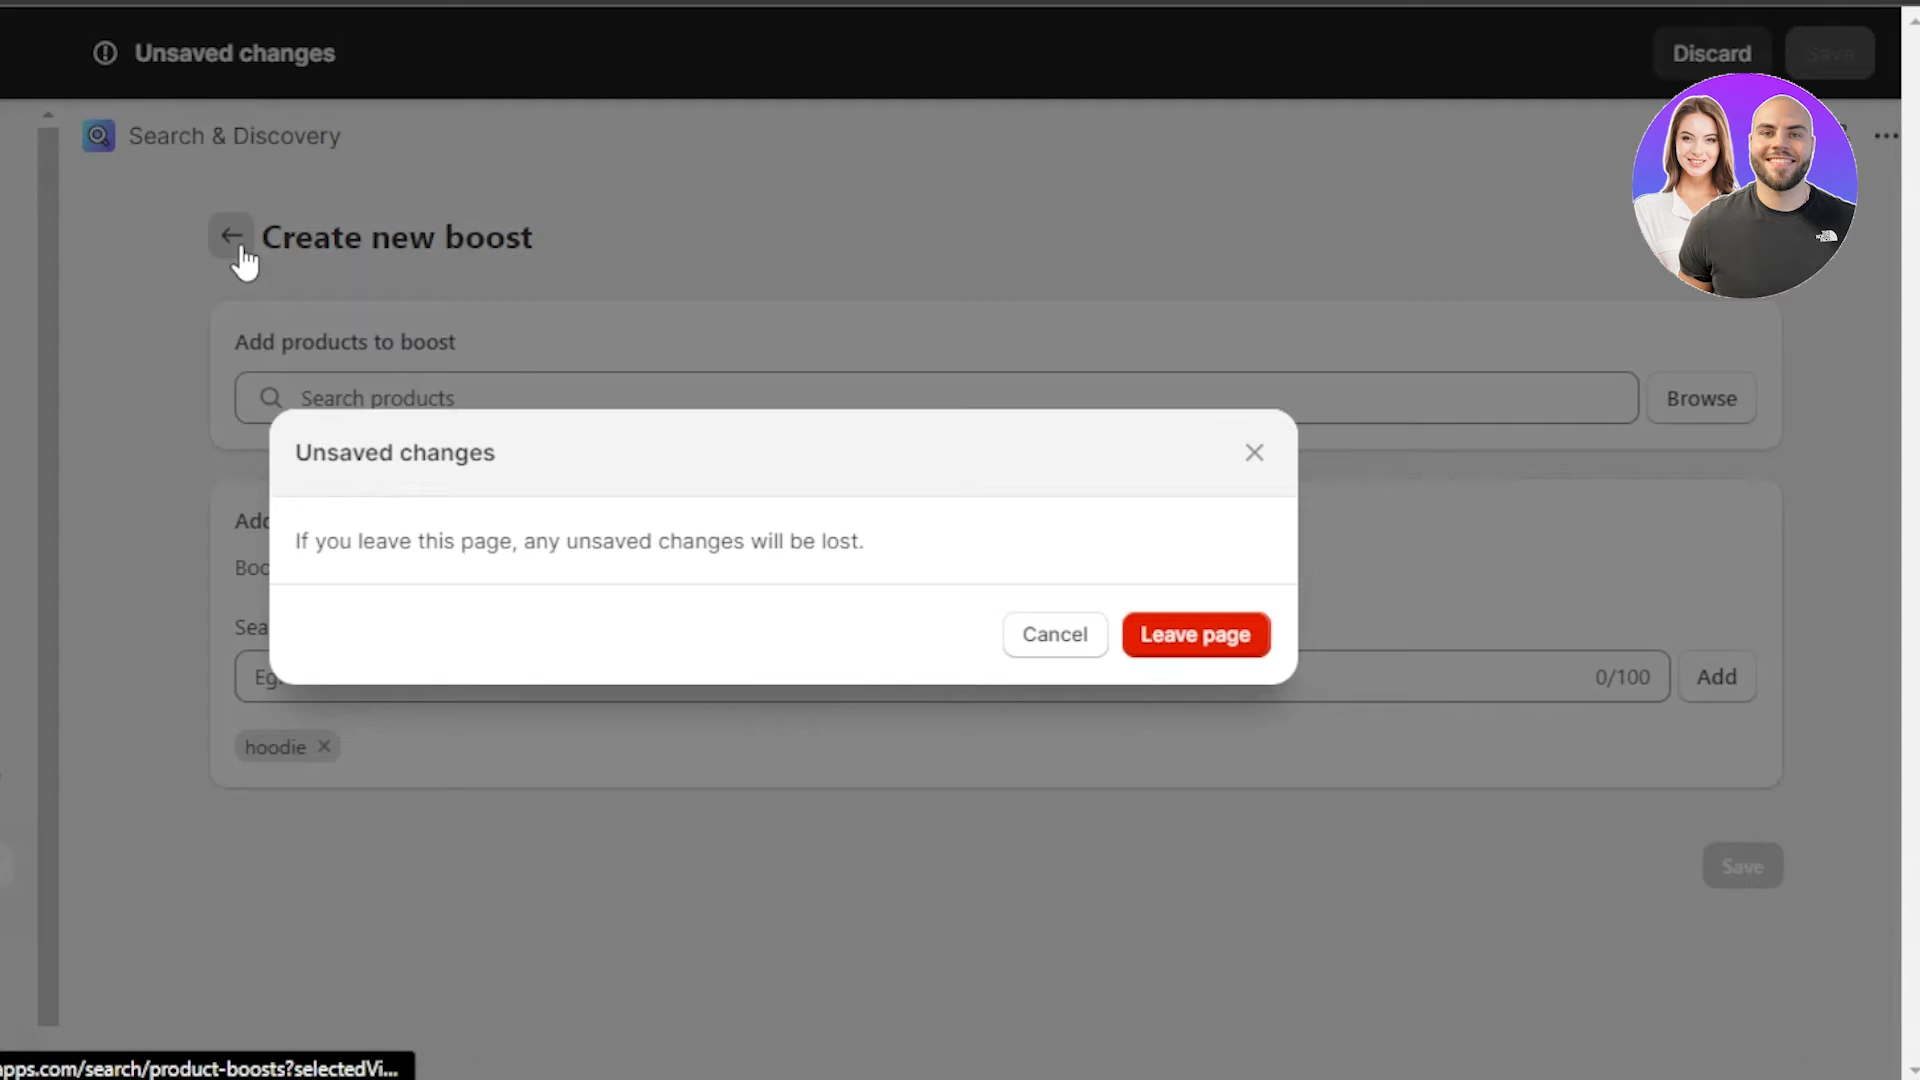 Unsaved changes
Discard
Save
Search & Discovery
Create new boost
Add products to boost
Search products
Browse
Unsaved changes
If you leave this page, any unsaved changes will be lost.
Cancel
Leave page
0/100
Add
hoodie
Save
apps.com/search/product-boosts?selectedVi...